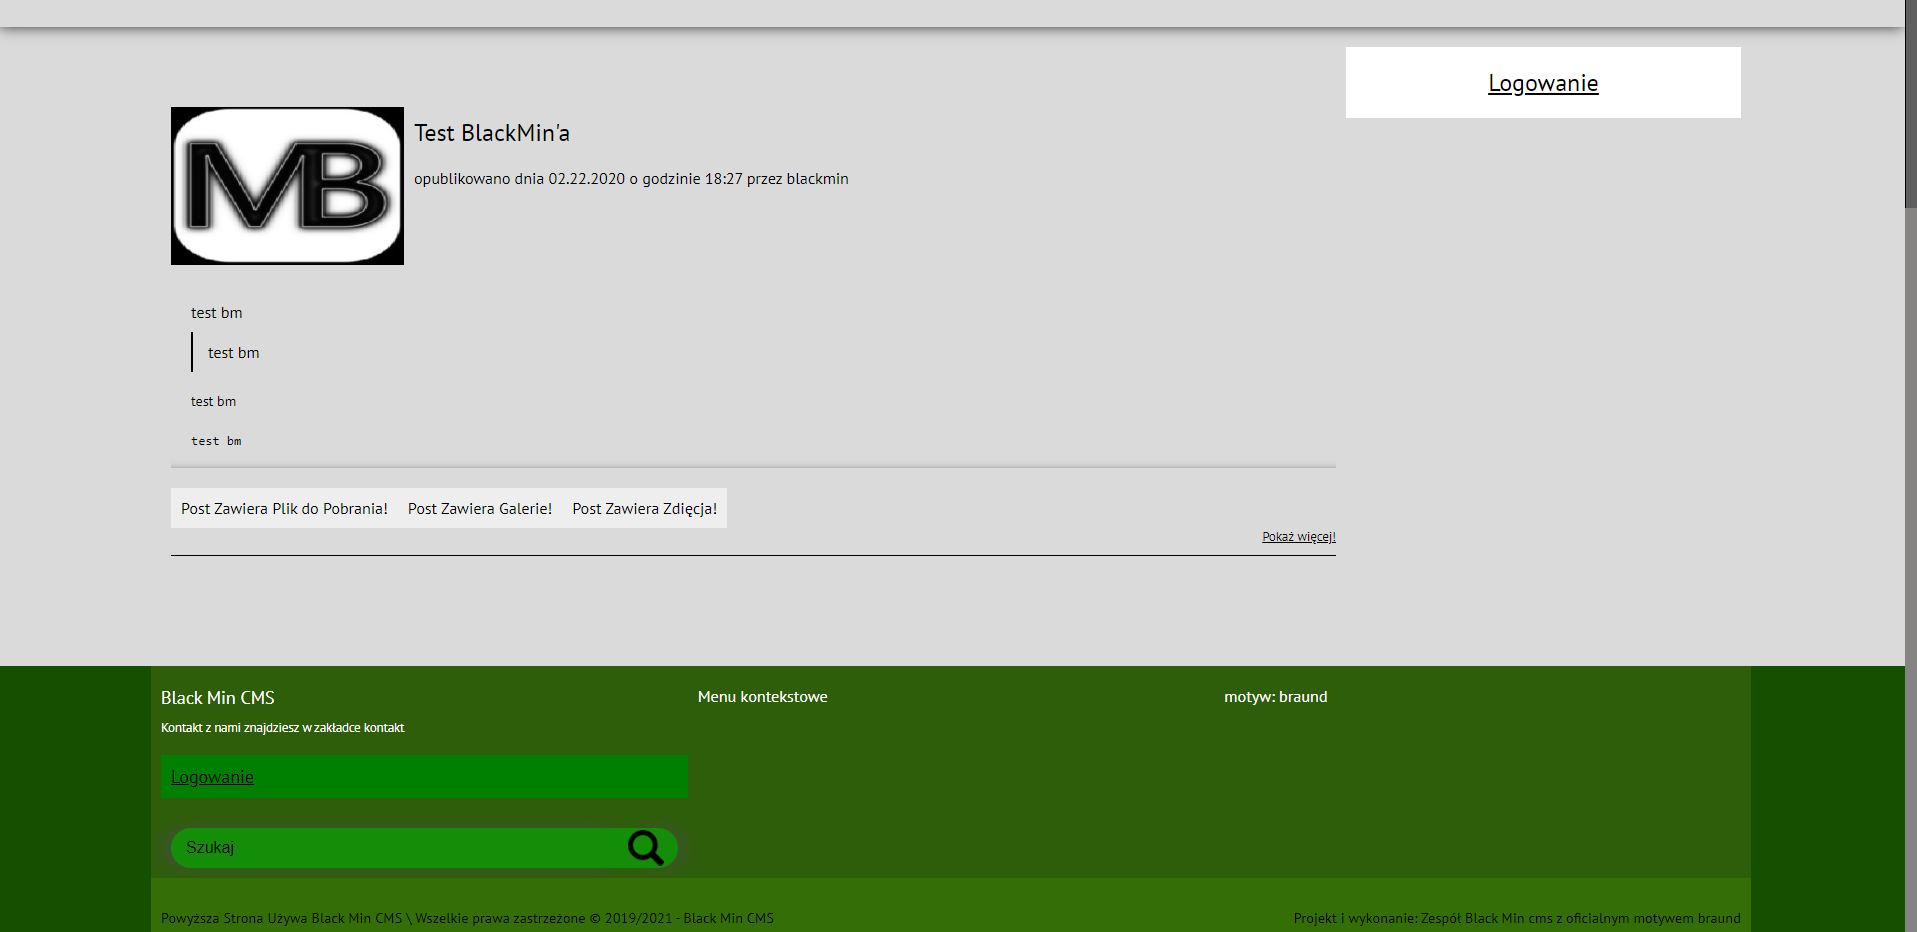 Logowanie
MB
Test BlackMin'a
opublikowano dnia 02.22.2020 o godzinie 18:27 przez blackmin
test bm
test bm
test bm
test bm
Post Zawiera Plik do Pobrania! Post Zawiera Galerie! Post Zawiera Zdięcja!
Pokaż więcej!
Black Min CMS
Kontakt z nami znajdziesz w zakładce kontakt
Logowanie
Szukaj
Menu kontekstowe
motyw: braund
Powyższa Strona Używa Black Min CMS \ Wszelkie prawa zastrzeżone © 2019/2021 - Black Min CMS
Projekt i wykonanie: Zespół Black Min cms z oficialnym motywem braund